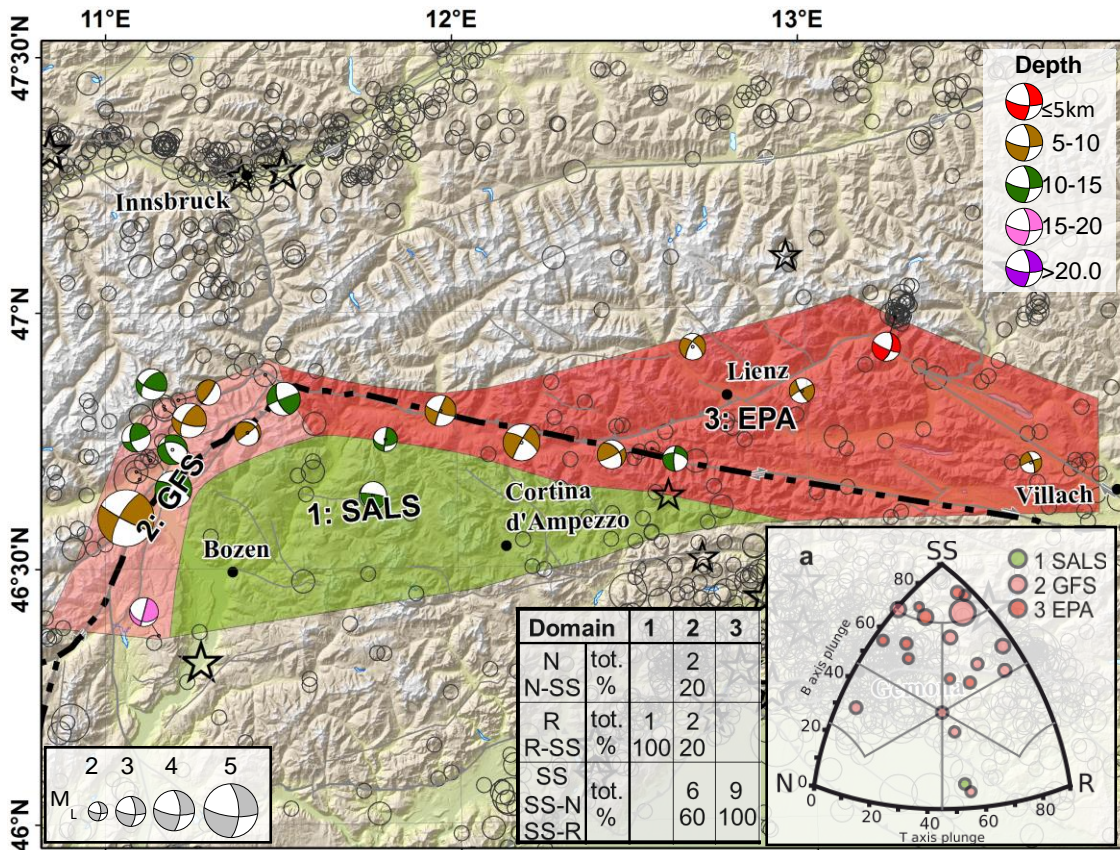 11°E 12°E 13°E
47°30'N
47°N
46°30'N
46°N
Depth
≤5km
5-10
10-15
15-20
>20.0
Innsbruck
Lienz
3: EPA
2: GFS
1: SALS
Cortina
d'Ampezzo
Villach
Bozen
Domain 1 2 3
N tot. 2
N-SS % 20
R tot. 1 2
R-SS % 100 20
SS
SS-N tot. 6 9
SS-R % 60 100
a
SS
1 SALS
2 GFS
3 EPA
80
60
40
20
0
B axis plunge
Gemona
N
R
0 20 40 60 80
T axis plunge
2 3 4 5
ML